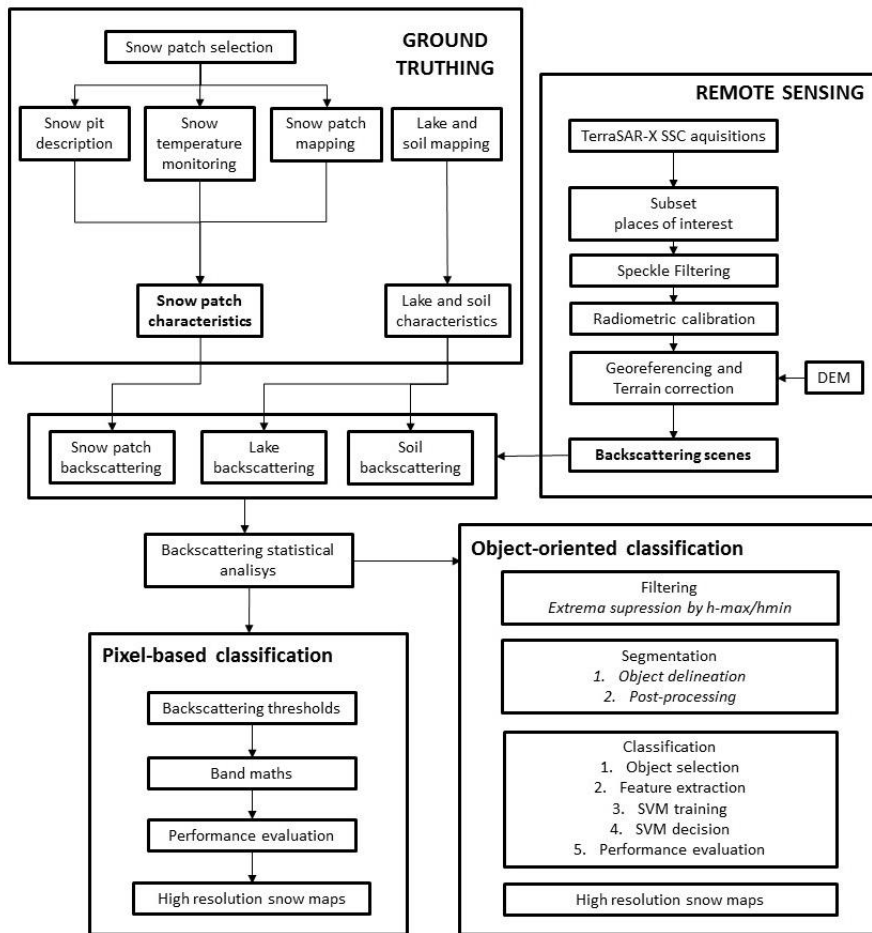 GROUND
TRUTHING
Snow patch selection
Snow pit
description
Snow
temperature
monitoring
Snow patch
mapping
Lake and
soil mapping
Snow patch
characteristics
Lake and soil
characteristics
REMOTE SENSING
TerraSAR-X SSC aquisitions
Subset
places of interest
Speckle Filtering
Radiometric calibration
Georeferencing and
Terrain correction
DEM
Backscattering scenes
Snow patch
backscattering
Lake
backscattering
Soil
backscattering
Backscattering statistical
analisys
Pixel-based classification
Backscattering thresholds
Band maths
Performance evaluation
High resolution snow maps
Object-oriented classification
Filtering
Extrema supression by h-max/hmin
Segmentation
1. Object delineation
2. Post-processing
Classification
1. Object selection
2. Feature extraction
3. SVM training
4. SVM decision
5. Performance evaluation
High resolution snow maps